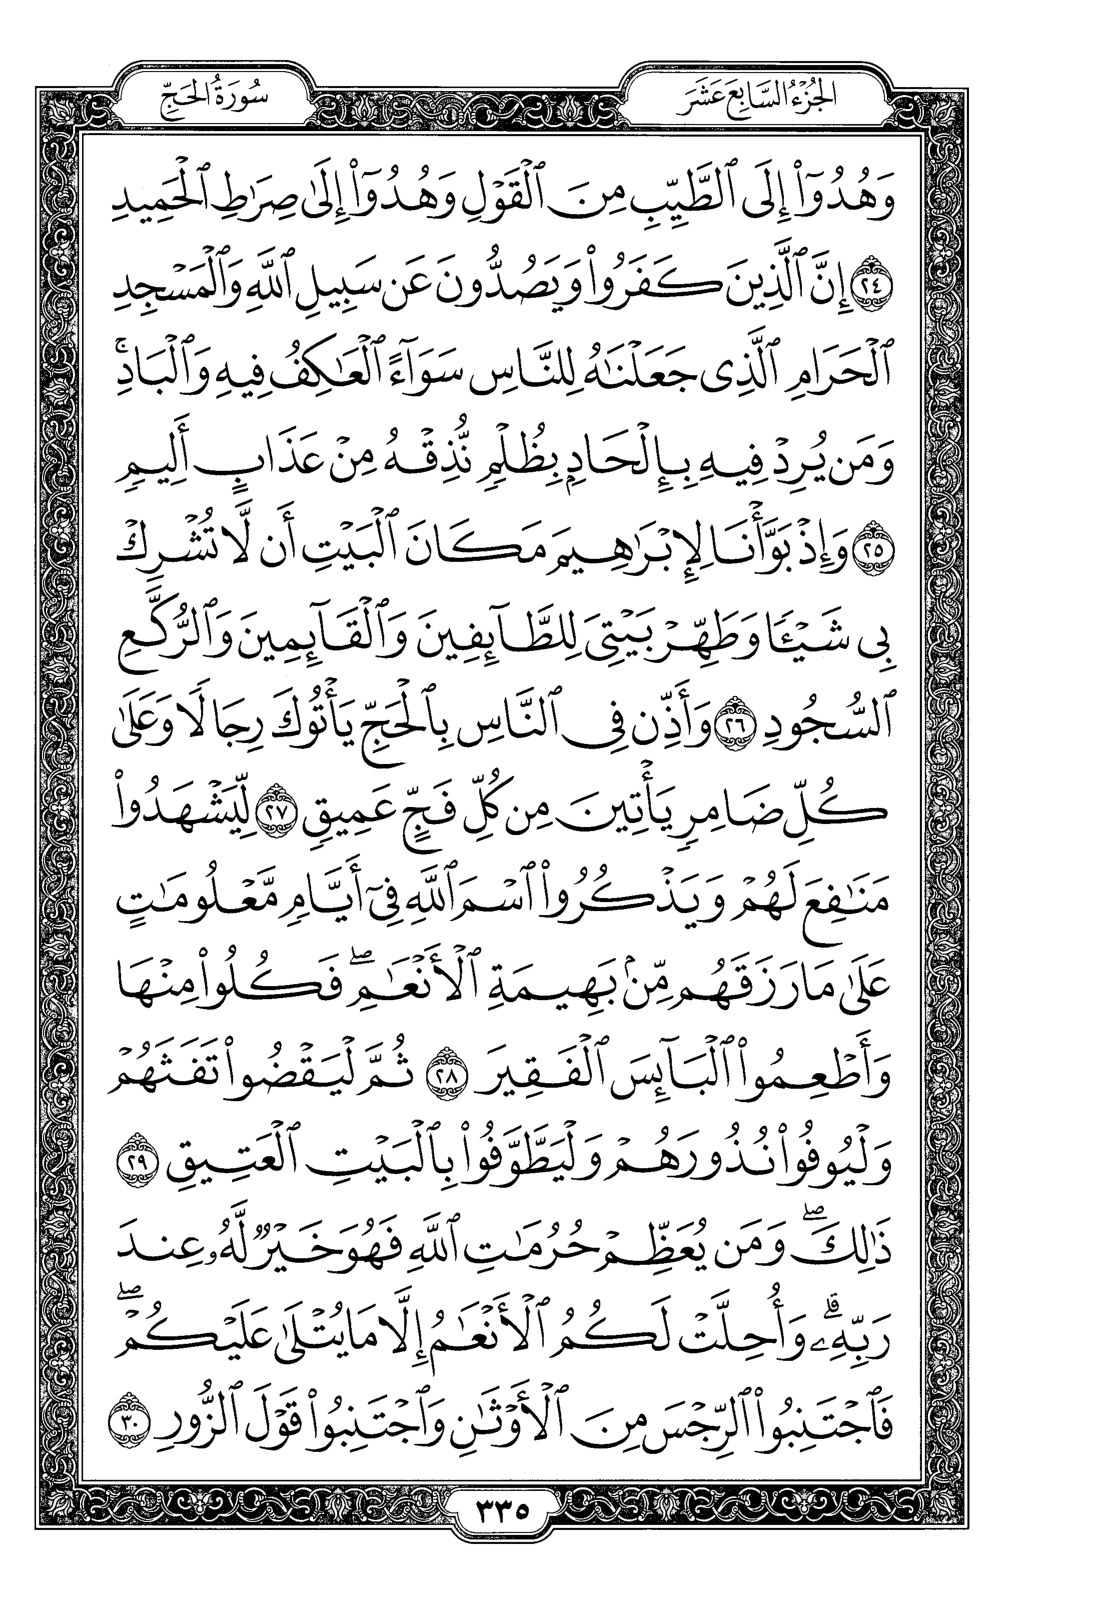 الجُزْءُ السَّابِعَ عَشَرَ
سُورَةُ الحَجِّ
وَهُدُوٓاْ إِلَى ٱلطَّيِّبِ مِنَ ٱلۡقَوۡلِ وَهُدُوٓاْ إِلَىٰ صِرَٰطِ ٱلۡحَمِيدِ
٢٤ إِنَّ ٱلَّذِينَ كَفَرُواْ وَيَصُدُّونَ عَن سَبِيلِ ٱللَّهِ وَٱلۡمَسۡجِدِ
ٱلۡحَرَامِ ٱلَّذِي جَعَلۡنَٰهُ لِلنَّاسِ سَوَآءً ٱلۡعَٰكِفُ فِيهِ وَٱلۡبَادِۚ
وَمَن يُرِدۡ فِيهِ بِإِلۡحَادِۭ بِظُلۡمٖ نُّذِقۡهُ مِنۡ عَذَابٍ أَلِيمٖ
٢٥ وَإِذۡ بَوَّأۡنَا لِإِبۡرَٰهِيمَ مَكَانَ ٱلۡبَيۡتِ أَن لَّا تُشۡرِكۡ
بِي شَيۡـٔٗا وَطَهِّرۡ بَيۡتِيَ لِلطَّآئِفِينَ وَٱلۡقَآئِمِينَ وَٱلرُّكَّعِ
ٱلسُّجُودِ ٢٦ وَأَذِّن فِي ٱلنَّاسِ بِٱلۡحَجِّ يَأۡتُوكَ رِجَالٗا وَعَلَىٰ
كُلِّ ضَامِرٖ يَأۡتِينَ مِن كُلِّ فَجٍّ عَمِيقٖ ٢٧ لِّيَشۡهَدُواْ
مَنَٰفِعَ لَهُمۡ وَيَذۡكُرُواْ ٱسۡمَ ٱللَّهِ فِيٓ أَيَّامٖ مَّعۡلُومَٰتٍ
عَلَىٰ مَا رَزَقَهُم مِّنۢ بَهِيمَةِ ٱلۡأَنۡعَٰمِۖ فَكُلُواْ مِنۡهَا
وَأَطۡعِمُواْ ٱلۡبَآئِسَ ٱلۡفَقِيرَ ٢٨ ثُمَّ لۡيَقۡضُواْ تَفَثَهُمۡ
وَلۡيُوفُواْ نُذُورَهُمۡ وَلۡيَطَّوَّفُواْ بِٱلۡبَيۡتِ ٱلۡعَتِيقِ ٢٩
ذَٰلِكَۖ وَمَن يُعَظِّمۡ حُرُمَٰتِ ٱللَّهِ فَهُوَ خَيۡرٞ لَّهُۥ عِندَ
رَبِّهِۦۗ وَأُحِلَّتۡ لَكُمُ ٱلۡأَنۡعَٰمُ إِلَّا مَا يُتۡلَىٰ عَلَيۡكُمۡۖ
فَٱجۡتَنِبُواْ ٱلرِّجۡسَ مِنَ ٱلۡأَوۡثَٰنِ وَٱجۡتَنِبُواْ قَوۡلَ ٱلزُّورِ ٣٠
٣٣٥